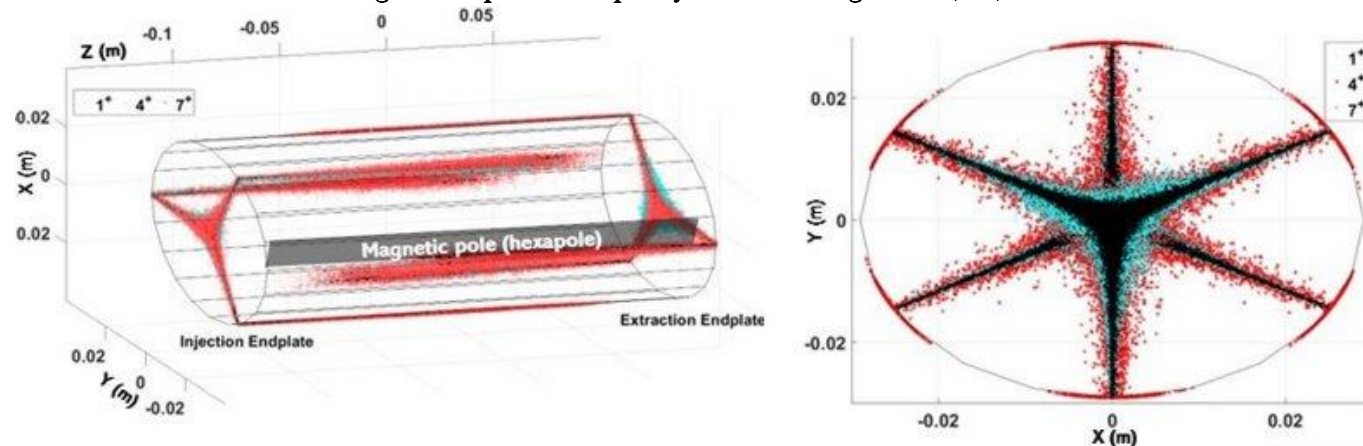 -0.1 -0.05 0 0.05
Z (m)
1⁺ 4⁺ 7⁺
0.02
0
0.02
X (m)
Magnetic pole (hexapole)
Injection Endplate
Extraction Endplate
0.02
0
-0.02
Y (m)
1⁺
4⁺
7⁺
0.02
0
-0.02
Y (m)
-0.02 0 0.02
X (m)